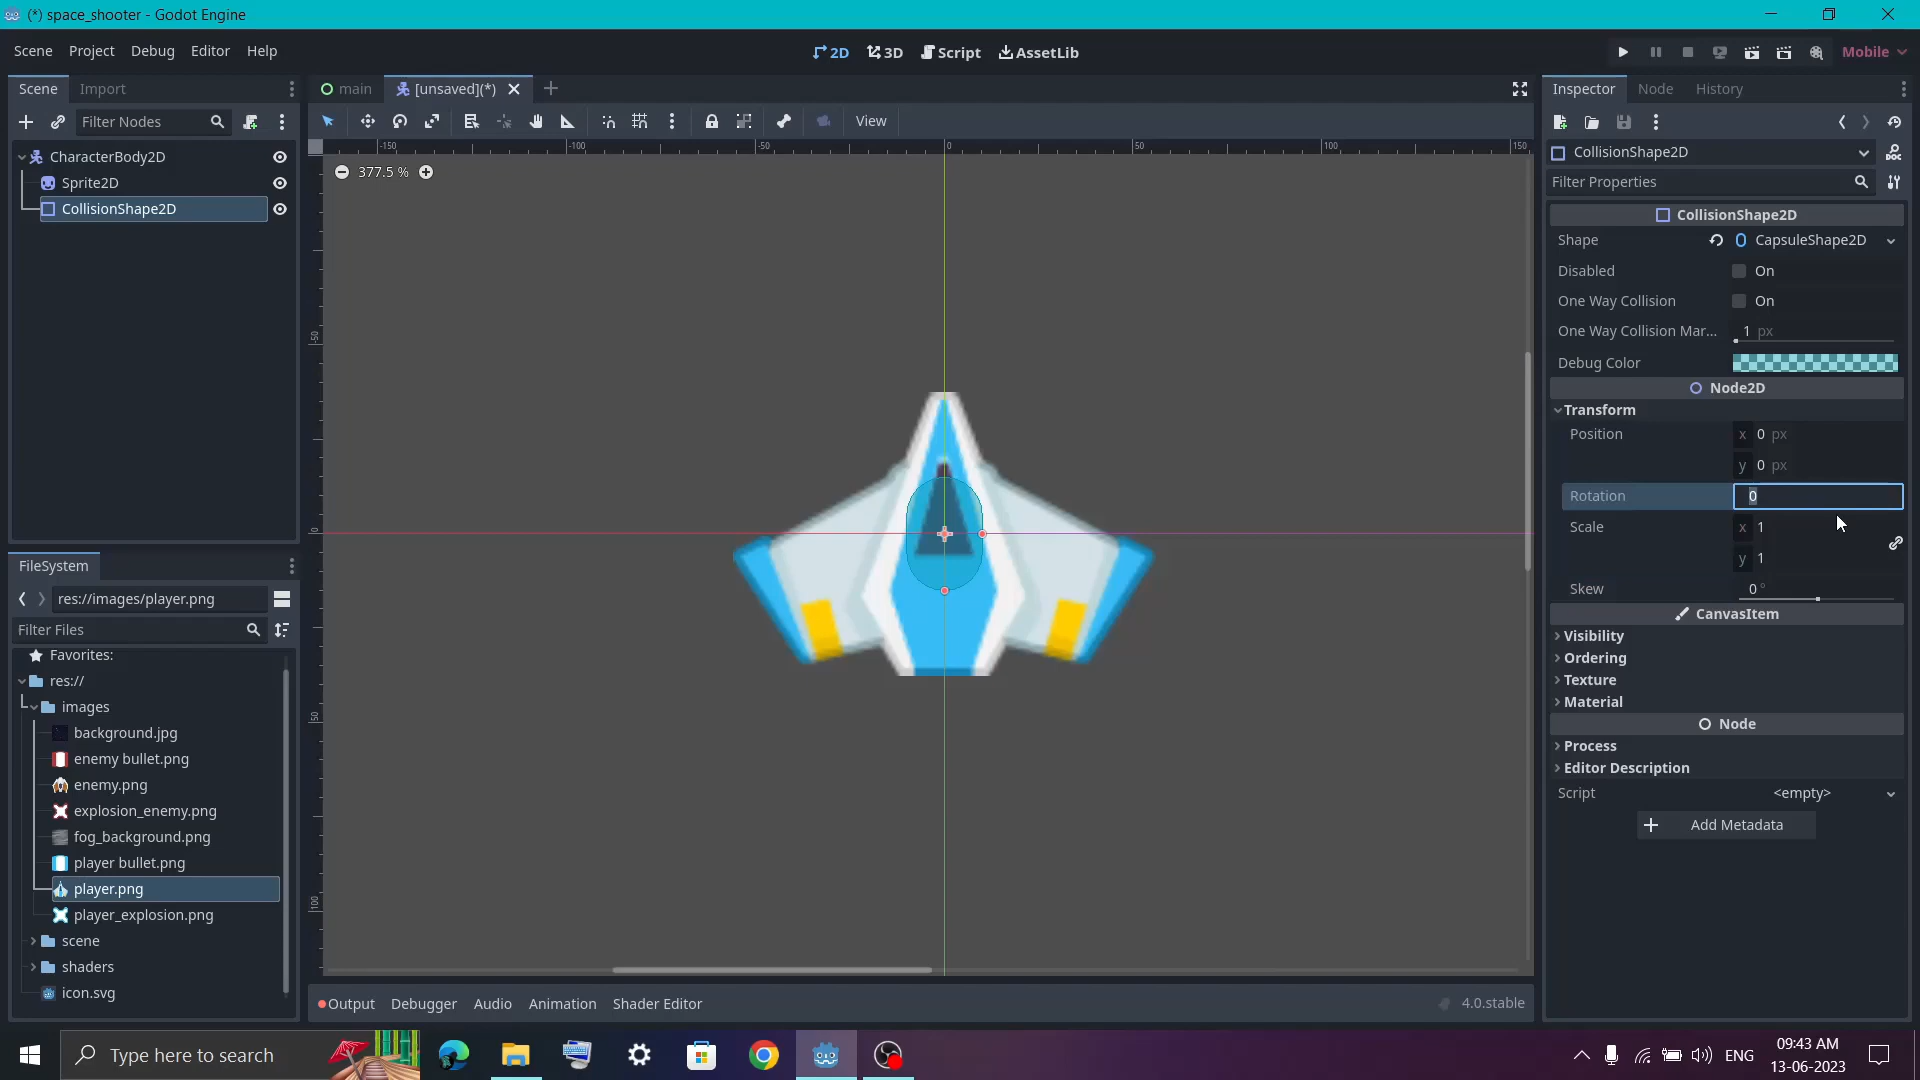 (*) space_shooter - Godot Engine
Scene Project Debug Editor Help
2D 3D Script AssetLib
Mobile
Scene Import
main [unsaved](*)
Inspector Node History
Filter Nodes
View
CharacterBody2D
Sprite2D
CollisionShape2D
-150 -100 -50 0 50 100 150
377.5 %
-50
0
50
100
CollisionShape2D
DOC
Filter Properties
CollisionShape2D
Shape CapsuleShape2D
Disabled On
One Way Collision On
One Way Collision Mar... 1 px
Debug Color
Node2D
Transform
Position x 0 px
y 0 px
Rotation 0
Scale x 1
y 1
Skew 0 °
CanvasItem
Visibility
Ordering
Texture
Material
Node
Process
Editor Description
Script <empty>
Add Metadata
FileSystem
res://images/player.png
Filter Files
Favorites:
res://
images
background.jpg
enemy bullet.png
enemy.png
explosion_enemy.png
fog_background.png
player bullet.png
player.png
player_explosion.png
scene
shaders
icon.svg
Output Debugger Audio Animation Shader Editor
4.0.stable
Type here to search
ENG
09:43 AM
13-06-2023